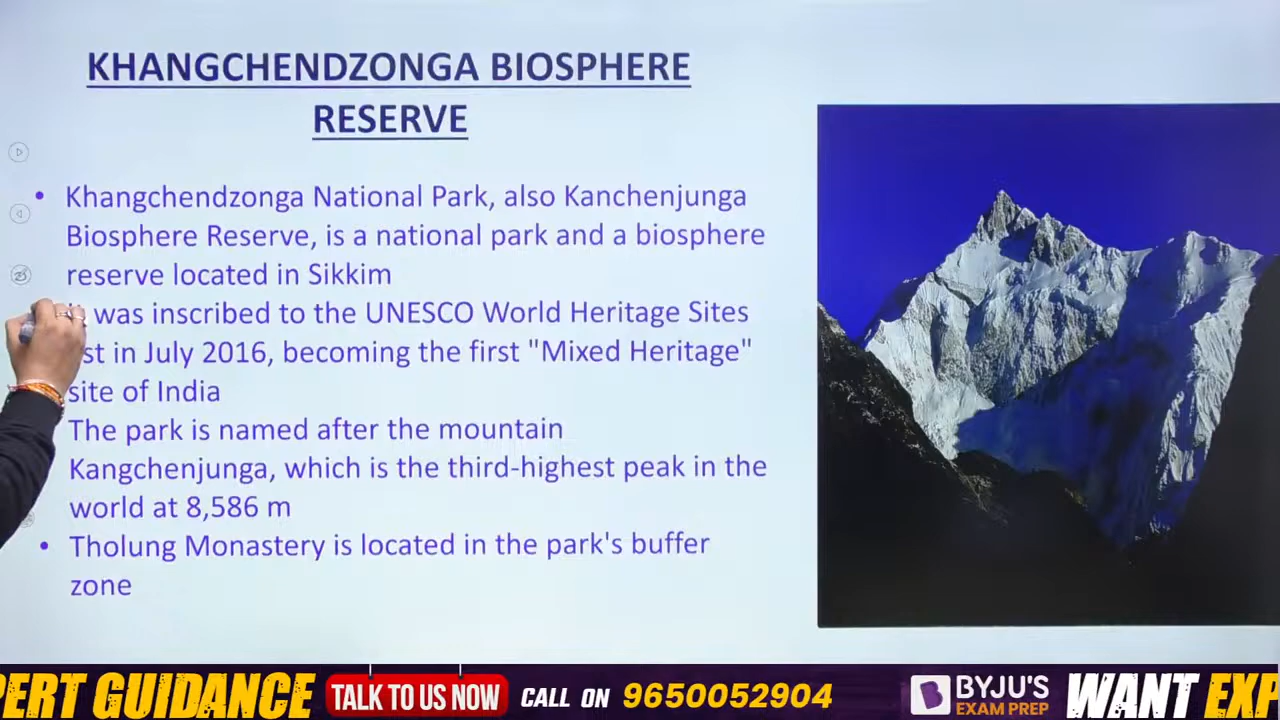 KHANGCHENDZONGA BIOSPHERE
RESERVE
• Khangchendzonga National Park, also Kanchenjunga
Biosphere Reserve, is a national park and a biosphere
reserve located in Sikkim
was inscribed to the UNESCO World Heritage Sites
in July 2016, becoming the first "Mixed Heritage"
site of India
The park is named after the mountain
Kangchenjunga, which is the third-highest peak in the
world at 8,586 m
• Tholung Monastery is located in the park's buffer
zone
GUIDANCE TALK TO US NOW CALL ON 9650052904 BYJU'S EXAM PREP WANT